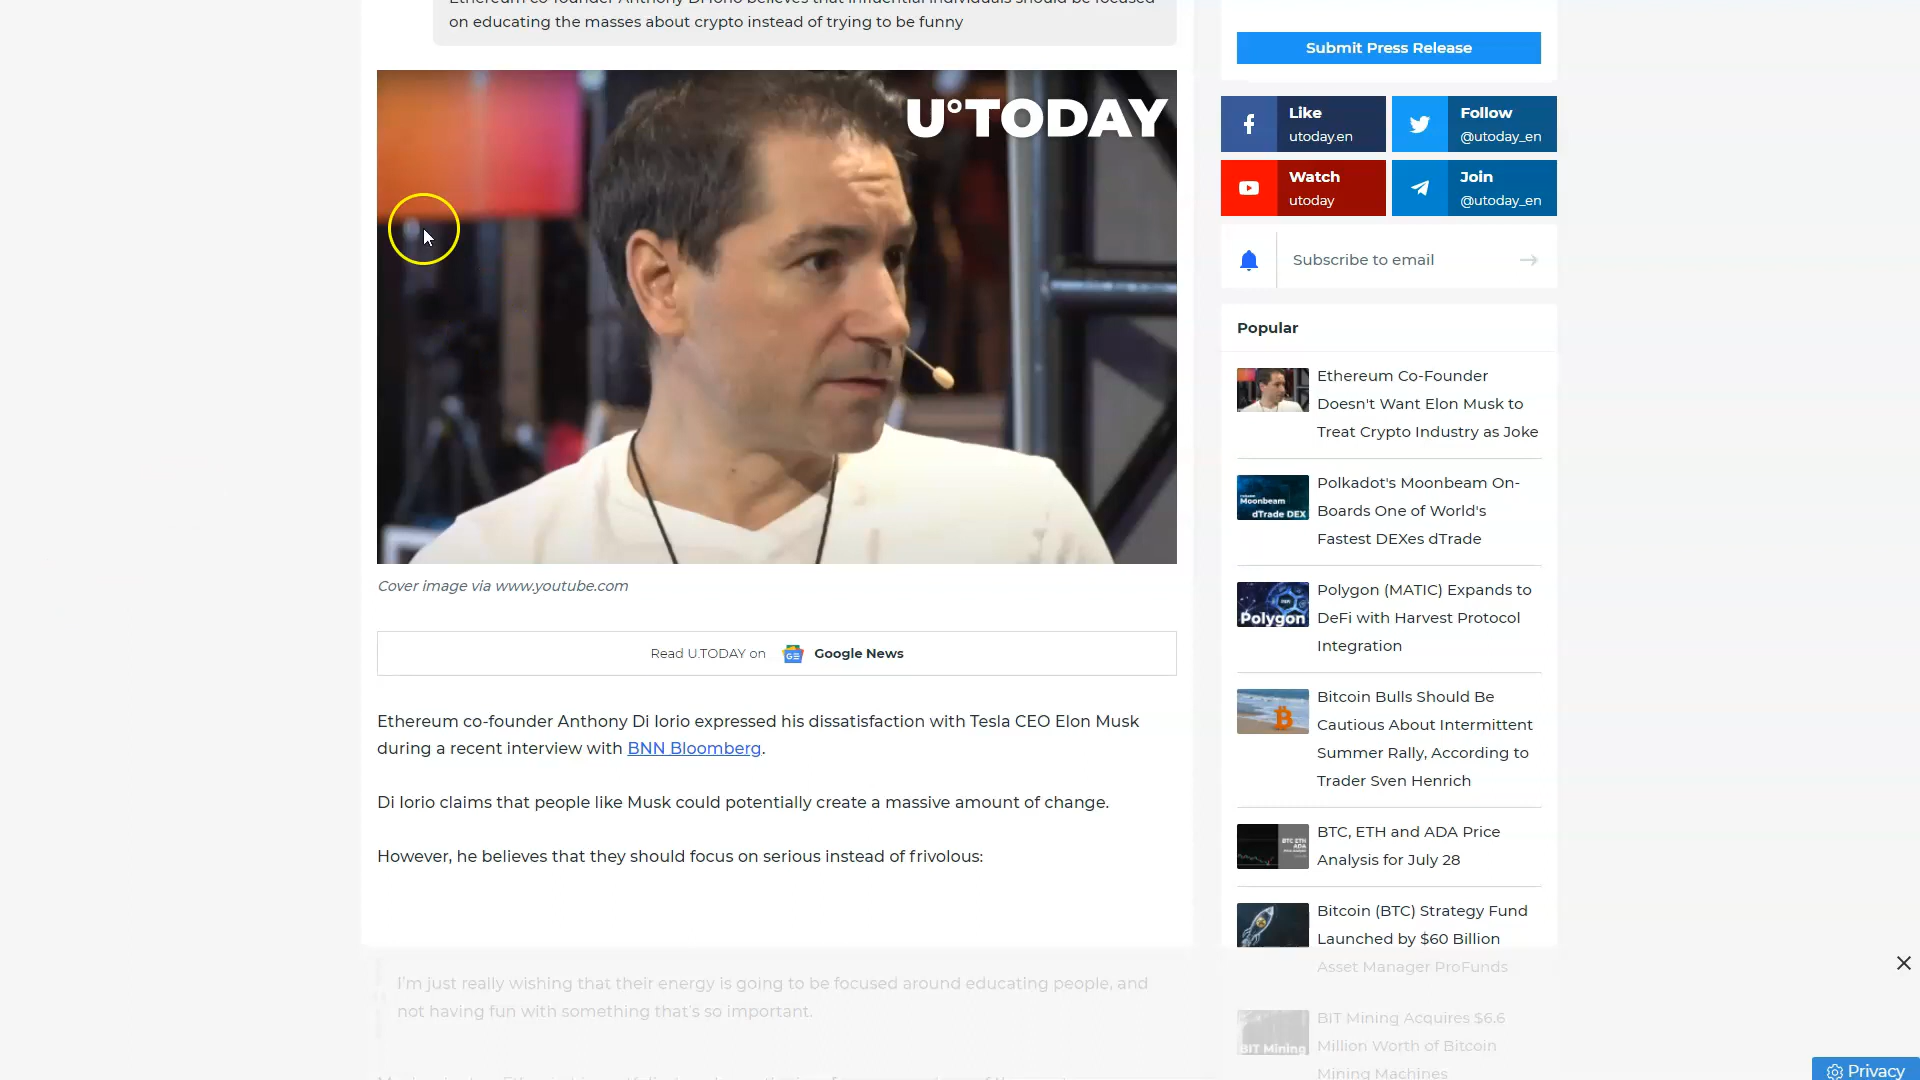 on educating the masses about crypto instead of trying to be funny
U°TODAY
Cover image via www.youtube.com
Read U.TODAY on Google News
Ethereum co-founder Anthony Di Iorio expressed his dissatisfaction with Tesla CEO Elon Musk
during a recent interview with BNN Bloomberg.
Di Iorio claims that people like Musk could potentially create a massive amount of change.
However, he believes that they should focus on serious instead of frivolous:
I'm just really wishing that their energy is going to be focused around educating people, and
not having fun with something that's so important.
Submit Press Release
Like
utoday.en
Follow
@utoday_en
Watch
utoday
Join
@utoday_en
Subscribe to email
Popular
Ethereum Co-Founder
Doesn't Want Elon Musk to
Treat Crypto Industry as Joke
Moonbeam
dTrade DEX
Polkadot's Moonbeam On-
Boards One of World's
Fastest DEXes dTrade
Polygon
Polygon (MATIC) Expands to
DeFi with Harvest Protocol
Integration
Bitcoin Bulls Should Be
Cautious About Intermittent
Summer Rally, According to
Trader Sven Henrich
BTC, ETH and ADA Price
Analysis for July 28
Bitcoin (BTC) Strategy Fund
Launched by $60 Billion
Asset Manager ProFunds
BIT Mining
BIT Mining Acquires $6.6
Million Worth of Bitcoin
Mining Machines
Privacy